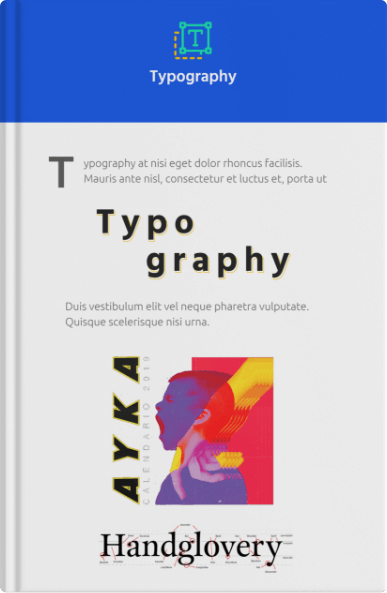 T
Typography
Typography at nisi eget dolor rhoncus facilisis.
Mauris ante nisl, consectetur et luctus et, porta ut
Typo
graphy
Duis vestibulum elit vel neque pharetra vulputate.
Quisque scelerisque nisi urna.
AYKA
CALENDARIO 2019
Handglovery